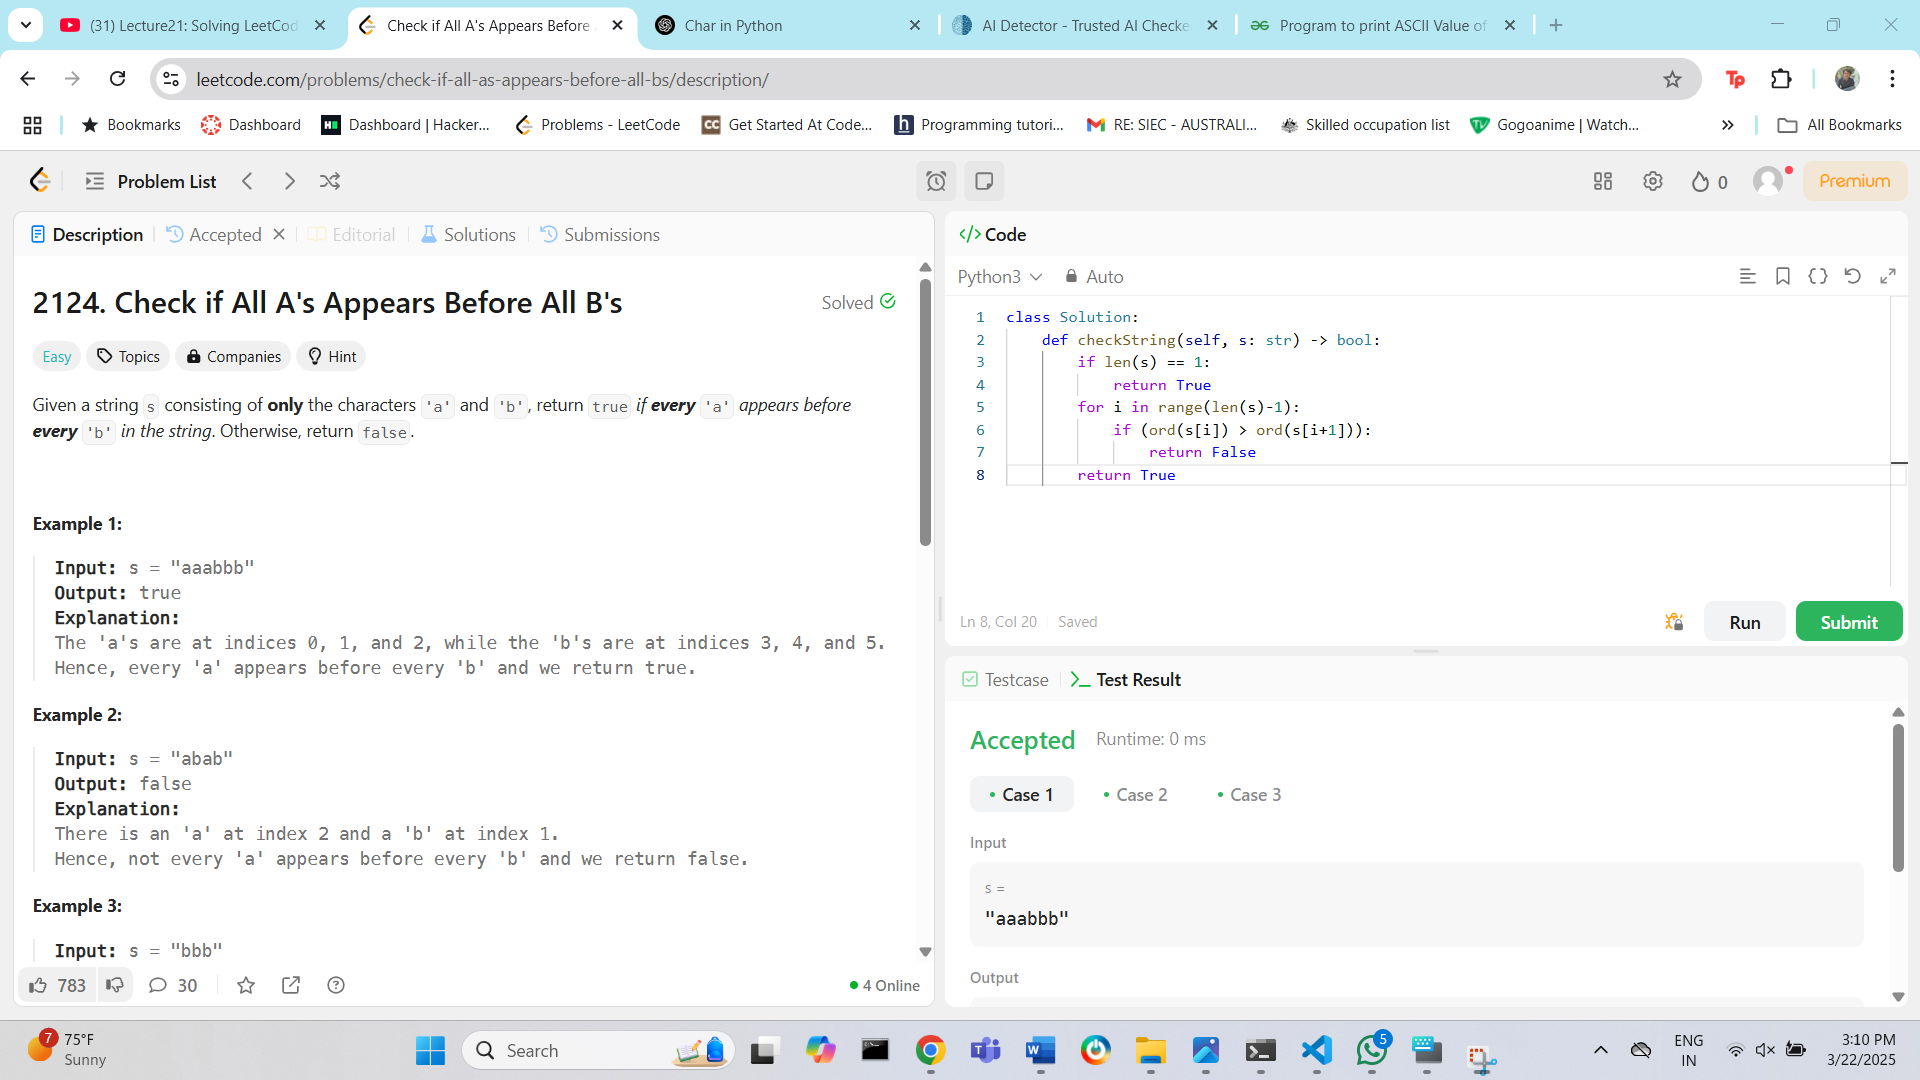 (31) Lecture21: Solving LeetCod
Check if All A's Appears Before A
Char in Python
AI Detector - Trusted AI Checke
Program to print ASCII Value of
leetcode.com/problems/check-if-all-as-appears-before-all-bs/description/
Tp
Bookmarks
Dashboard
Dashboard | Hacker...
Problems - LeetCode
CC
Get Started At Code...
h
Programming tutori...
RE: SIEC - AUSTRALI...
Skilled occupation list
Gogoanime | Watch...
All Bookmarks
Problem List
0
Premium
Description
Accepted
Editorial
Solutions
Submissions
2124. Check if All A's Appears Before All B's
Solved
Easy
Topics
Companies
Hint
Given a string s consisting of only the characters 'a' and 'b', return true if every 'a' appears before
every 'b' in the string. Otherwise, return false.
Example 1:
Input: s = "aaabbb"
Output: true
Explanation:
The 'a's are at indices 0, 1, and 2, while the 'b's are at indices 3, 4, and 5.
Hence, every 'a' appears before every 'b' and we return true.
Example 2:
Input: s = "abab"
Output: false
Explanation:
There is an 'a' at index 2 and a 'b' at index 1.
Hence, not every 'a' appears before every 'b' and we return false.
Example 3:
Input: s = "bbb"
783
30
4 Online
</> Code
Python3
Auto
1 class Solution:
2 def checkString(self, s: str) -> bool:
3 if len(s) == 1:
4 return True
5 for i in range(len(s)-1):
6 if (ord(s[i]) > ord(s[i+1])):
7 return False
8 return True
Ln 8, Col 20
Saved
Run
Submit
Testcase
>_ Test Result
Accepted
Runtime: 0 ms
Case 1
Case 2
Case 3
Input
s =
"aaabbb"
Output
7
75°F
Sunny
Search
5
ENG
IN
3:10 PM
3/22/2025